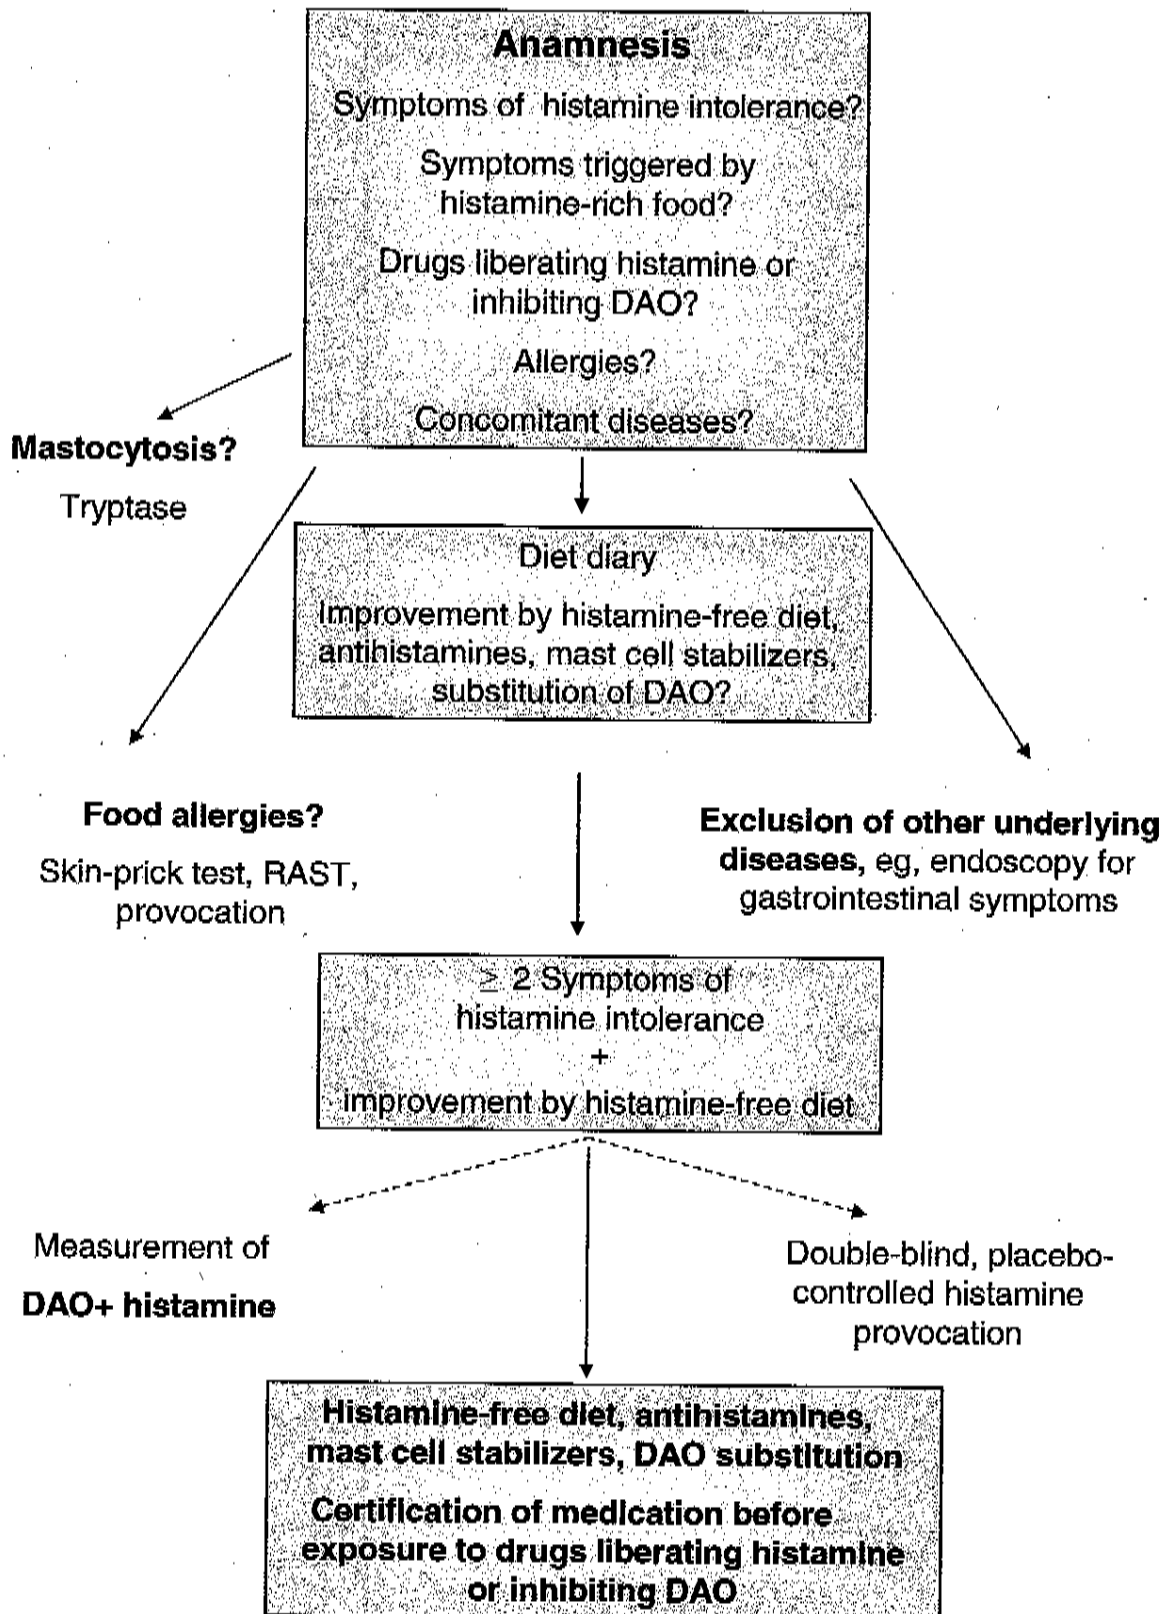 Anamnesis
Symptoms of histamine intolerance?
Symptoms triggered by
histamine-rich food?
Drugs liberating histamine or
inhibiting DAO?
Allergies?
Concomitant diseases?
Mastocytosis?
Tryptase
Diet diary
Improvement by histamine-free diet,
antihistamines, mast cell stabilizers,
substitution of DAO?
Food allergies?
Skin-prick test, RAST,
provocation
Exclusion of other underlying
diseases, eg, endoscopy for
gastrointestinal symptoms
≥ 2 Symptoms of
histamine intolerance
+
improvement by histamine-free diet
Measurement of
DAO+ histamine
Double-blind, placebo-
controlled histamine
provocation
Histamine-free diet, antihistamines,
mast cell stabilizers, DAO substitution
Certification of medication before
exposure to drugs liberating histamine
or inhibiting DAO